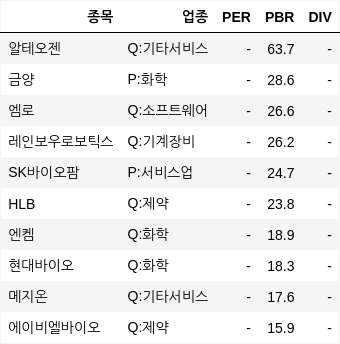 종목 업종 PER PBR DIV
알테오젠 Q:기타서비스 - 63.7 -
금양 P:화학 - 28.6 -
엠로 Q:소프트웨어 - 26.6 -
레인보우로보틱스 Q:기계장비 - 26.2 -
SK바이오팜 P:서비스업 - 24.7 -
HLB Q:제약 - 23.8 -
엔켐 Q:화학 - 18.9 -
현대바이오 Q:화학 - 18.3 -
메지온 Q:기타서비스 - 17.6 -
에이비엘바이오 Q:제약 - 15.9 -